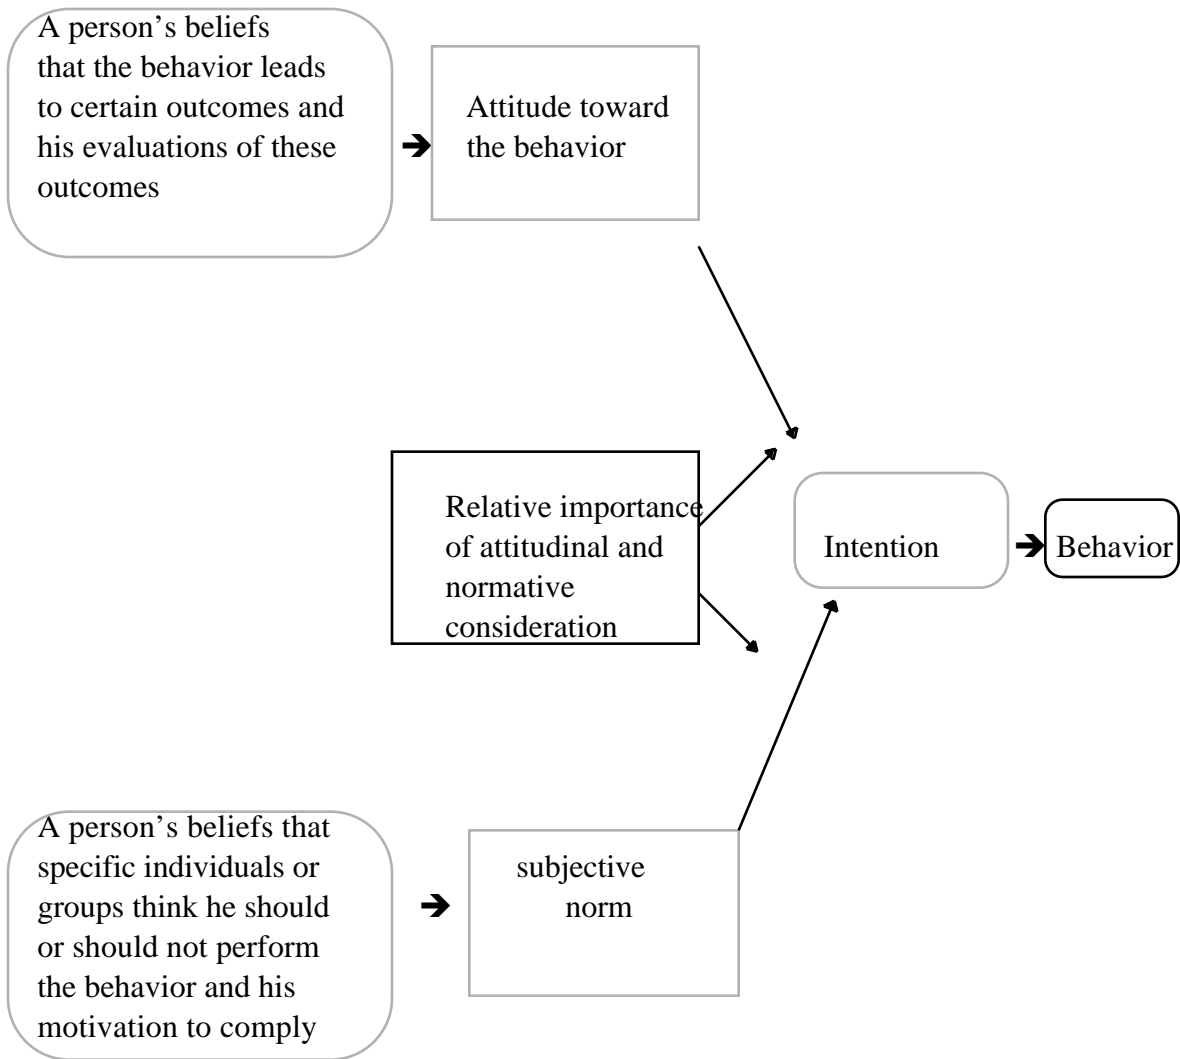 A person’s beliefs
that the behavior leads
to certain outcomes and
his evaluations of these
outcomes
Attitude toward
the behavior
Relative importance
of attitudinal and
normative
consideration
Intention
Behavior
A person’s beliefs that
specific individuals or
groups think he should
or should not perform
the behavior and his
motivation to comply
subjective
norm